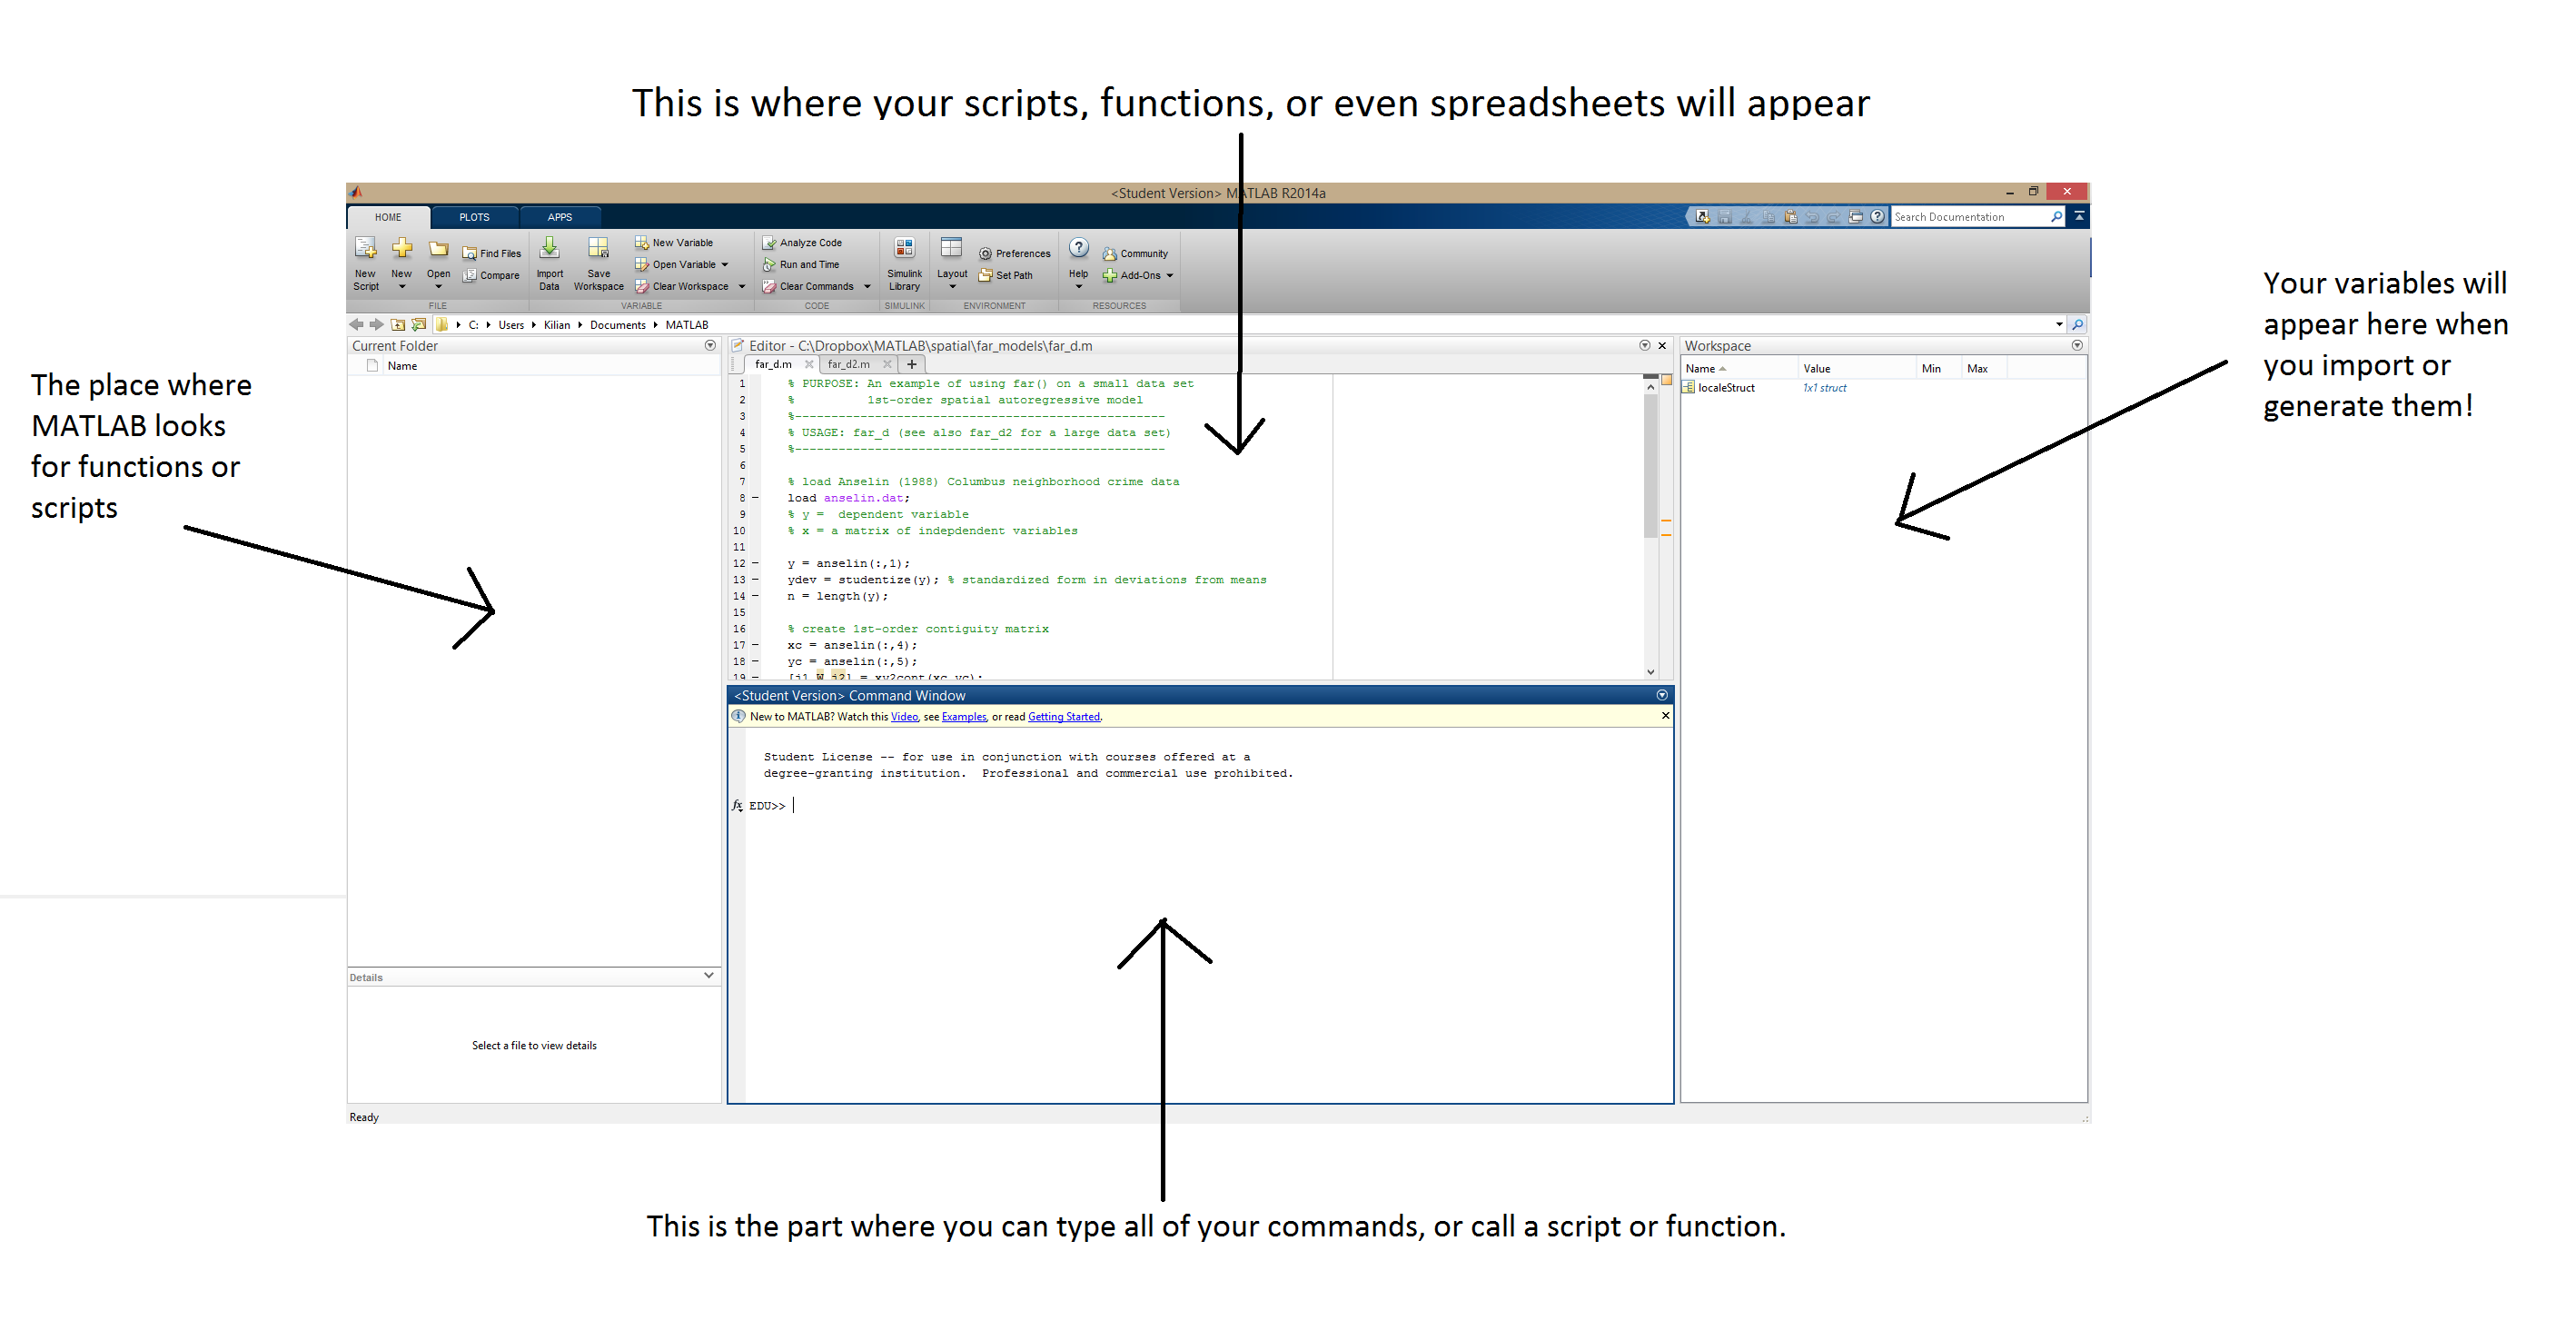 This is where your scripts, functions, or even spreadsheets will appear
<Student Version> MATLAB R2014a
HOME PLOTS APPS
Search Documentation
New Script
New
Open
Find Files
Compare
FILE
Import Data
Save Workspace
New Variable
Open Variable
Clear Workspace
VARIABLE
Analyze Code
Run and Time
Clear Commands
CODE
Simulink Library
SIMULINK
Layout
Preferences
Set Path
ENVIRONMENT
Help
Community
Add-Ons
RESOURCES
C: Users Kilian Documents MATLAB
The place where
MATLAB looks
for functions or
scripts
Current Folder
Name
Details
Select a file to view details
Ready
Editor - C:\Dropbox\MATLAB\spatial\far_models\far_d.m
far_d.m far_d2.m +
1 % PURPOSE: An example of using far() on a small data set
2 % 1st-order spatial autoregressive model
3 %---------------------------------------------------
4 % USAGE: far_d (see also far_d2 for a large data set)
5 %---------------------------------------------------
6
7 % load Anselin (1988) Columbus neighborhood crime data
8 – load anselin.dat;
9 % y = dependent variable
10 % x = a matrix of indepdendent variables
11
12 – y = anselin(:,1);
13 – ydev = studentize(y); % standardized form in deviations from means
14 – n = length(y);
15
16 % create 1st-order contiguity matrix
17 – xc = anselin(:,4);
18 – yc = anselin(:,5);
19 – [j1 W j2] = xy2cont(xc,yc);
<Student Version> Command Window
New to MATLAB? Watch this Video, see Examples, or read Getting Started.
Student License -- for use in conjunction with courses offered at a
degree-granting institution. Professional and commercial use prohibited.
fx EDU>>
Workspace
Name Value Min Max
localeStruct 1x1 struct
Your variables will
appear here when
you import or
generate them!
This is the part where you can type all of your commands, or call a script or function.